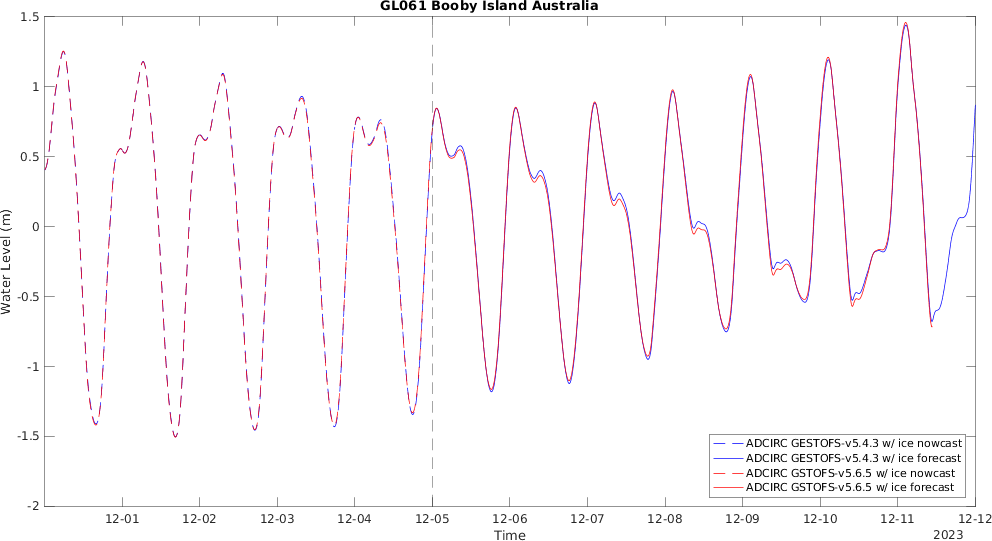 GL061 Booby Island Australia
1.5
1
0.5
0
-0.5
-1
-1.5
-2
Water Level (m)
ADCIRC GESTOFS-v5.4.3 w/ ice nowcast
ADCIRC GESTOFS-v5.4.3 w/ ice forecast
ADCIRC GSTOFS-v5.6.5 w/ ice nowcast
ADCIRC GSTOFS-v5.6.5 w/ ice forecast
12-01 12-02 12-03 12-04 12-05 12-06 12-07 12-08 12-09 12-10 12-11 12-12
Time
2023